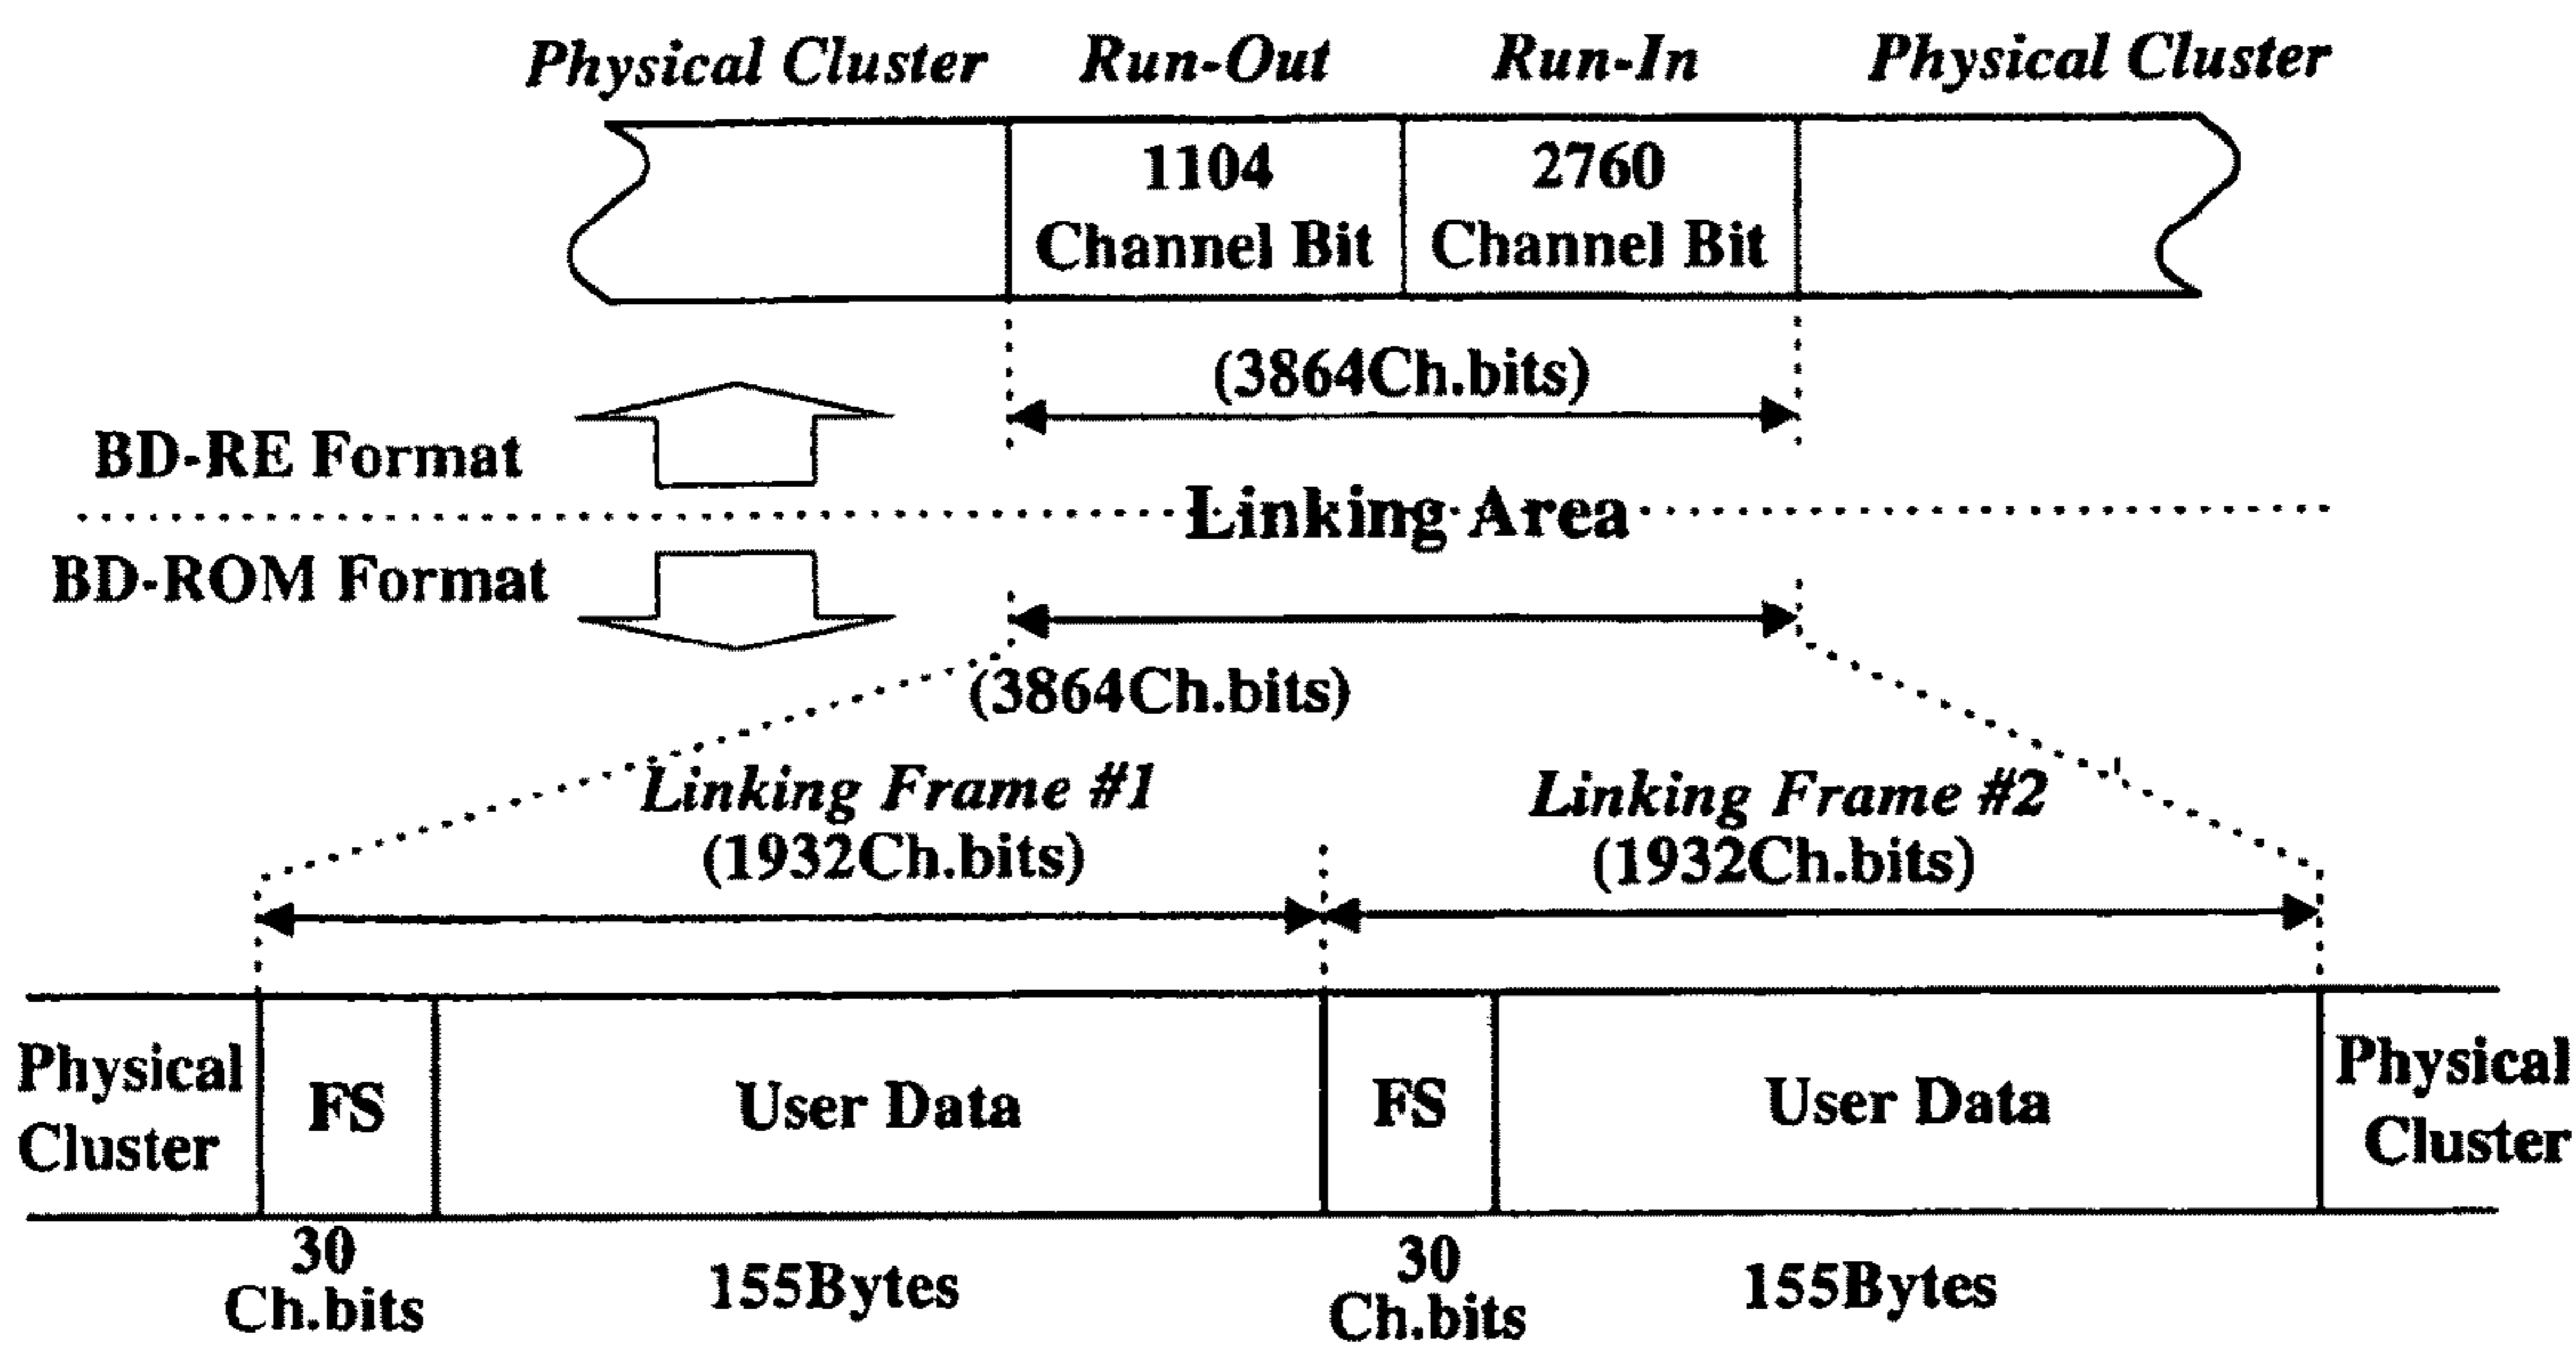 Physical Cluster Run-Out Run-In Physical Cluster
1104 2760
Channel Bit Channel Bit
(3864Ch.bits)
BD-RE Format
Linking Area
BD-ROM Format
(3864Ch.bits)
Linking Frame #1 Linking Frame #2
(1932Ch.bits) (1932Ch.bits)
Physical Physical
FS User Data FS User Data
Cluster Cluster
30 30
155Bytes 155Bytes
Ch.bits Ch.bits